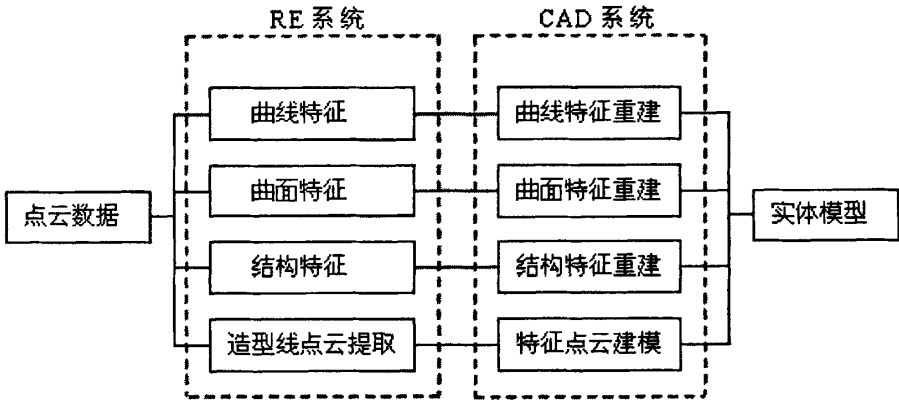 RE 系统
CAD 系统
曲线特征
曲线特征重建
曲面特征
曲面特征重建
点云数据
实体模型
结构特征
结构特征重建
造型线点云提取
特征点云建模